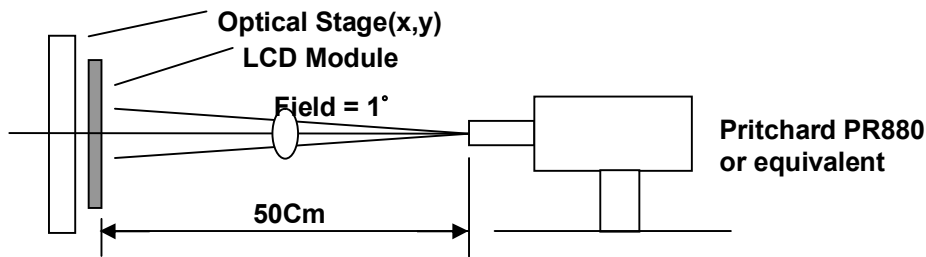 Optical Stage(x,y)
LCD Module
Field = 1˚
Pritchard PR880
or equivalent
50Cm